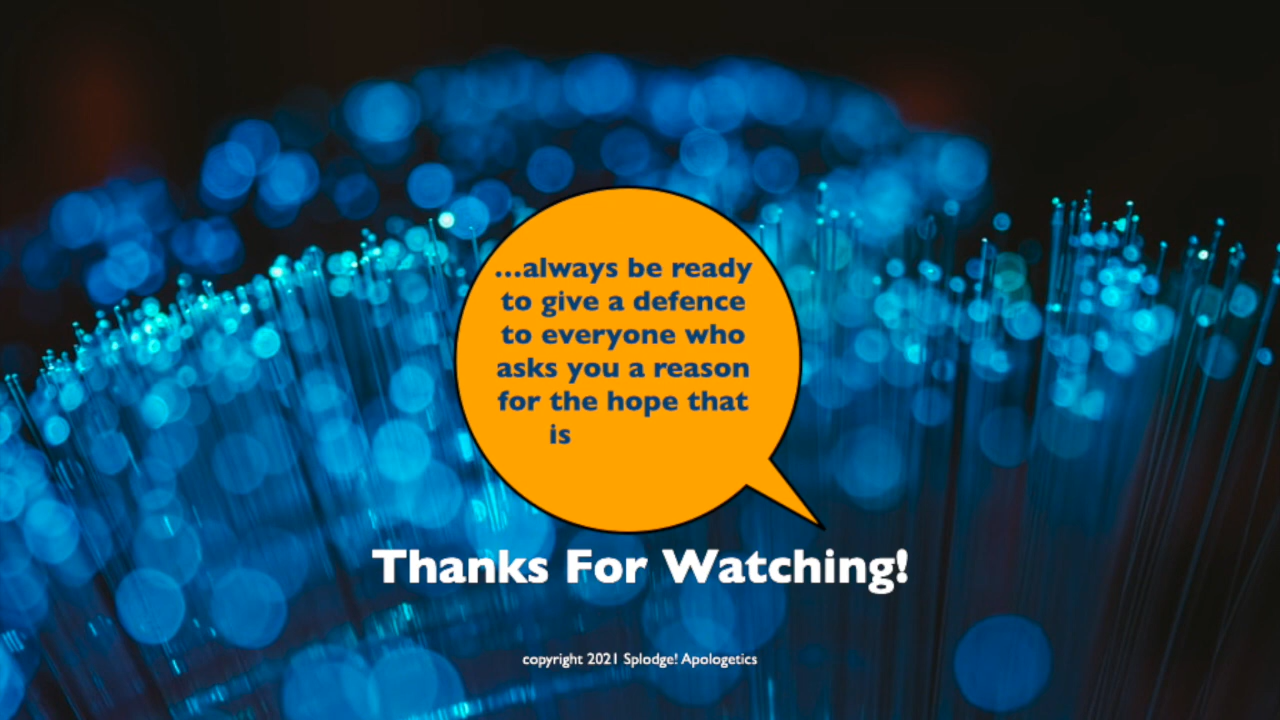 ...always be ready
to give a defence
to everyone who
asks you a reason
for the hope that
is
Thanks For Watching!
copyright 2021 Splodge! Apologetics